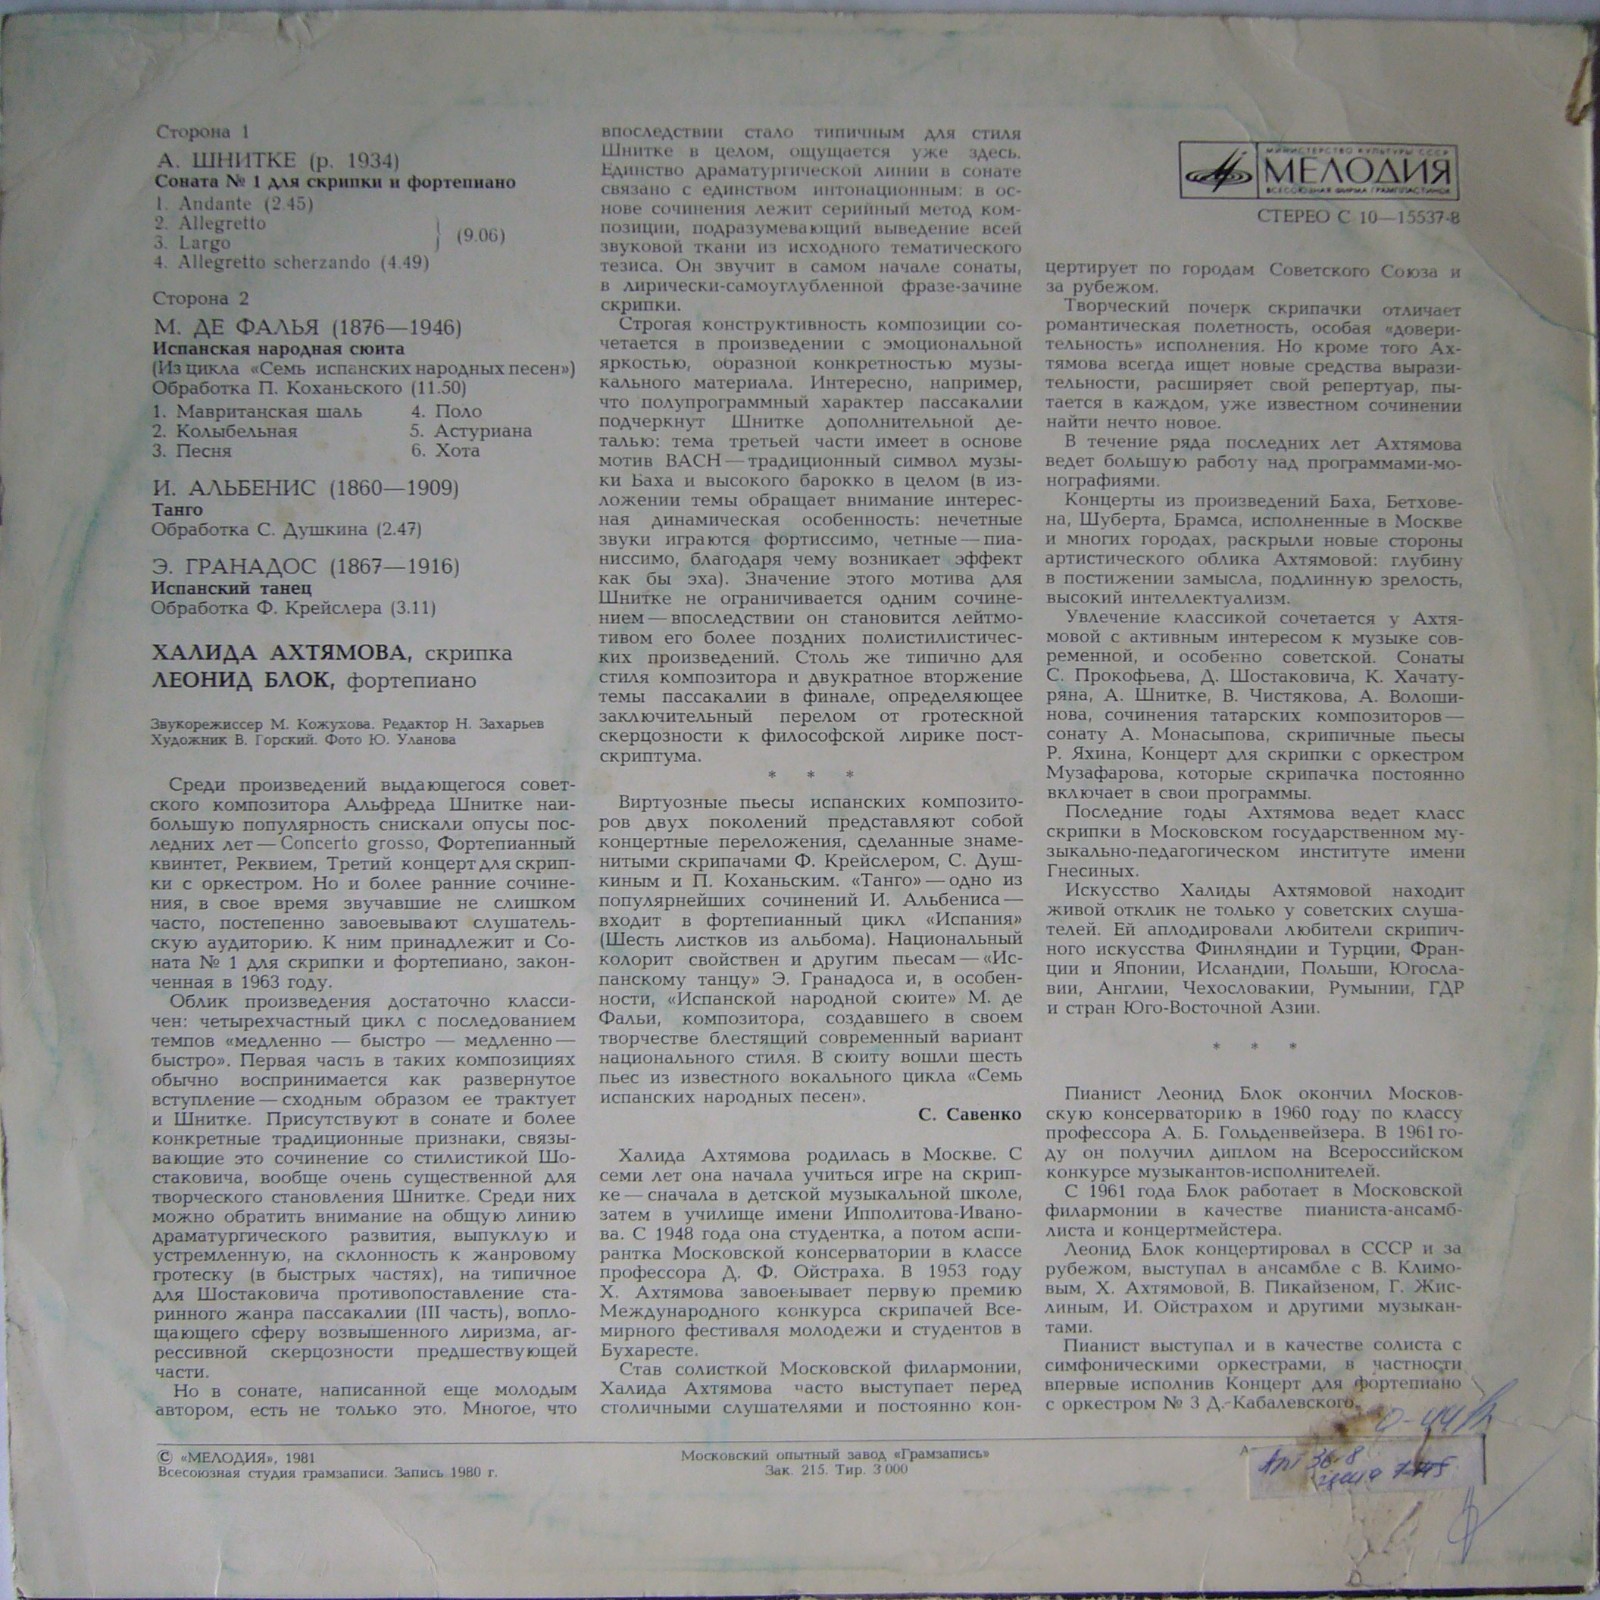 Сторона 1
А. ШНИТКЕ (р. 1934)
Соната № 1 для скрипки и фортепиано
1. Andante (2.45)
2. Allegretto
3. Largo
(9.06)
4. Allegretto scherzando (4.49)
Сторона 2
М. ДЕ ФАЛЬЯ (1876—1946)
Испанская народная сюита
(Из цикла «Семь испанских народных песен»)
Обработка П. Коханьского (11.50)
1. Мавританская шаль
2. Колыбельная
3. Песня
4. Поло
5. Астуриана
6. Хота
И. АЛЬБЕНИС (1860—1909)
Танго
Обработка С. Душкина (2.47)
Э. ГРАНАДОС (1867—1916)
Испанский танец
Обработка Ф. Крейслера (3.11)
ХАЛИДА АХТЯМОВА, скрипка
ЛЕОНИД БЛОК, фортепиано
Звукорежиссер М. Кожухова. Редактор Н. Захарьев
Художник В. Горский. Фото Ю. Уланова
Среди произведений выдающегося совет-
ского композитора Альфреда Шнитке наи-
большую популярность снискали опусы пос-
ледних лет — Concerto grosso, Фортепианный
квинтет, Реквием, Третий концерт для скрип-
ки с оркестром. Но и более ранние сочине-
ния, в свое время звучавшие не слишком
часто, постепенно завоевывают слушатель-
скую аудиторию. К ним принадлежит и Со-
ната № 1 для скрипки и фортепиано, закон-
ченная в 1963 году.
Облик произведения достаточно класси-
чен: четырехчастный цикл с последованием
темпов «медленно — быстро — медленно —
быстро». Первая часть в таких композициях
обычно воспринимается как развернутое
вступление — сходным образом ее трактует
и Шнитке. Присутствуют в сонате и более
конкретные традиционные признаки, связы-
вающие это сочинение со стилистикой Шо-
стаковича, вообще очень существенной для
творческого становления Шнитке. Среди них
можно обратить внимание на общую линию
драматургического развития, выпуклую и
устремленную, на склонность к жанровому
гротеску (в быстрых частях), на типичное
для Шостаковича противопоставление ста-
ринного жанра пассакалии (III часть), вопло-
щающего сферу возвышенного лиризма, аг-
рессивной скерцозности предшествующей
части.
Но в сонате, написанной еще молодым
автором, есть не только это. Многое, что
впоследствии стало типичным для стиля
Шнитке в целом, ощущается уже здесь.
Единство драматургической линии в сонате
связано с единством интонационным: в ос-
нове сочинения лежит серийный метод ком-
позиции, подразумевающий выведение всей
звуковой ткани из исходного тематического
тезиса. Он звучит в самом начале сонаты,
в лирически-самоуглубленной фразе-зачине
скрипки.
Строгая конструктивность композиции со-
четается в произведении с эмоциональной
яркостью, образной конкретностью музы-
кального материала. Интересно, например,
что полупрограммный характер пассакалии
подчеркнут Шнитке дополнительной де-
талью: тема третьей части имеет в основе
мотив BACH — традиционный символ музы-
ки Баха и высокого барокко в целом (в из-
ложении темы обращает внимание интерес-
ная динамическая особенность: нечетные
звуки играются фортиссимо, четные — пиа-
ниссимо, благодаря чему возникает эффект
как бы эха). Значение этого мотива для
Шнитке не ограничивается одним сочине-
нием — впоследствии он становится лейтмо-
тивом его более поздних полистилистичес-
ких произведений. Столь же типично для
стиля композитора и двукратное вторжение
темы пассакалии в финале, определяющее
заключительный перелом от гротескной
скерцозности к философской лирике пост-
скриптума.
* * *
Виртуозные пьесы испанских композито-
ров двух поколений представляют собой
концертные переложения, сделанные знаме-
нитыми скрипачами Ф. Крейслером, С. Душ-
киным и П. Коханьским. «Танго» — одно из
популярнейших сочинений И. Альбениса —
входит в фортепианный цикл «Испания»
(Шесть листков из альбома). Национальный
колорит свойствен и другим пьесам — «Ис-
панскому танцу» Э. Гранадоса и, в особен-
ности, «Испанской народной сюите» М. де
Фальи, композитора, создавшего в своем
творчестве блестящий современный вариант
национального стиля. В сюиту вошли шесть
пьес из известного вокального цикла «Семь
испанских народных песен».
С. Савенко
Халида Ахтямова родилась в Москве. С
семи лет она начала учиться игре на скрип-
ке — сначала в детской музыкальной школе,
затем в училище имени Ипполитова-Ивано-
ва. С 1948 года она студентка, а потом аспи-
рантка Московской консерватории в классе
профессора Д. Ф. Ойстраха. В 1953 году
Х. Ахтямова завоевывает первую премию
Международного конкурса скрипачей Все-
мирного фестиваля молодежи и студентов в
Бухаресте.
Став солисткой Московской филармонии,
Халида Ахтямова часто выступает перед
столичными слушателями и постоянно кон-
МИНИСТЕРСТВО КУЛЬТУРЫ СССР
МЕЛОДИЯ
ВСЕСОЮЗНАЯ ФИРМА ГРАМПЛАСТИНОК
СТЕРЕО С 10—15537-8
цертирует по городам Советского Союза и
за рубежом.
Творческий почерк скрипачки отличает
романтическая полетность, особая «довери-
тельность» исполнения. Но кроме того Ах-
тямова всегда ищет новые средства вырази-
тельности, расширяет свой репертуар, пы-
тается в каждом, уже известном сочинении
найти нечто новое.
В течение ряда последних лет Ахтямова
ведет большую работу над программами-мо-
нографиями.
Концерты из произведений Баха, Бетхове-
на, Шуберта, Брамса, исполненные в Москве
и многих городах, раскрыли новые стороны
артистического облика Ахтямовой: глубину
в постижении замысла, подлинную зрелость,
высокий интеллектуализм.
Увлечение классикой сочетается у Ахтя-
мовой с активным интересом к музыке сов-
ременной, и особенно советской. Сонаты
С. Прокофьева, Д. Шостаковича, К. Хачату-
ряна, А. Шнитке, В. Чистякова, А. Волоши-
нова, сочинения татарских композиторов —
сонату А. Монасыпова, скрипичные пьесы
Р. Яхина, Концерт для скрипки с оркестром
Музафарова, которые скрипачка постоянно
включает в свои программы.
Последние годы Ахтямова ведет класс
скрипки в Московском государственном му-
зыкально-педагогическом институте имени
Гнесиных.
Искусство Халиды Ахтямовой находит
живой отклик не только у советских слуша-
телей. Ей аплодировали любители скрипич-
ного искусства Финляндии и Турции, Фран-
ции и Японии, Исландии, Польши, Югосла-
вии, Англии, Чехословакии, Румынии, ГДР
и стран Юго-Восточной Азии.
* * *
Пианист Леонид Блок окончил Москов-
скую консерваторию в 1960 году по классу
профессора А. Б. Гольденвейзера. В 1961 го-
ду он получил диплом на Всероссийском
конкурсе музыкантов-исполнителей.
С 1961 года Блок работает в Московской
филармонии в качестве пианиста-ансамб-
листа и концертмейстера.
Леонид Блок концертировал в СССР и за
рубежом, выступал в ансамбле с В. Климо-
вым, Х. Ахтямовой, В. Пикайзеном, Г. Жис-
линым, И. Ойстрахом и другими музыкан-
тами.
Пианист выступал и в качестве солиста с
симфоническими оркестрами, в частности
впервые исполнив Концерт для фортепиано
с оркестром № 3 Д. Кабалевского.
© «МЕЛОДИЯ», 1981
Всесоюзная студия грамзаписи. Запись 1980 г.
Московский опытный завод «Грамзапись»
Зак. 215. Тир. 3 000
Арт 36-8
цена